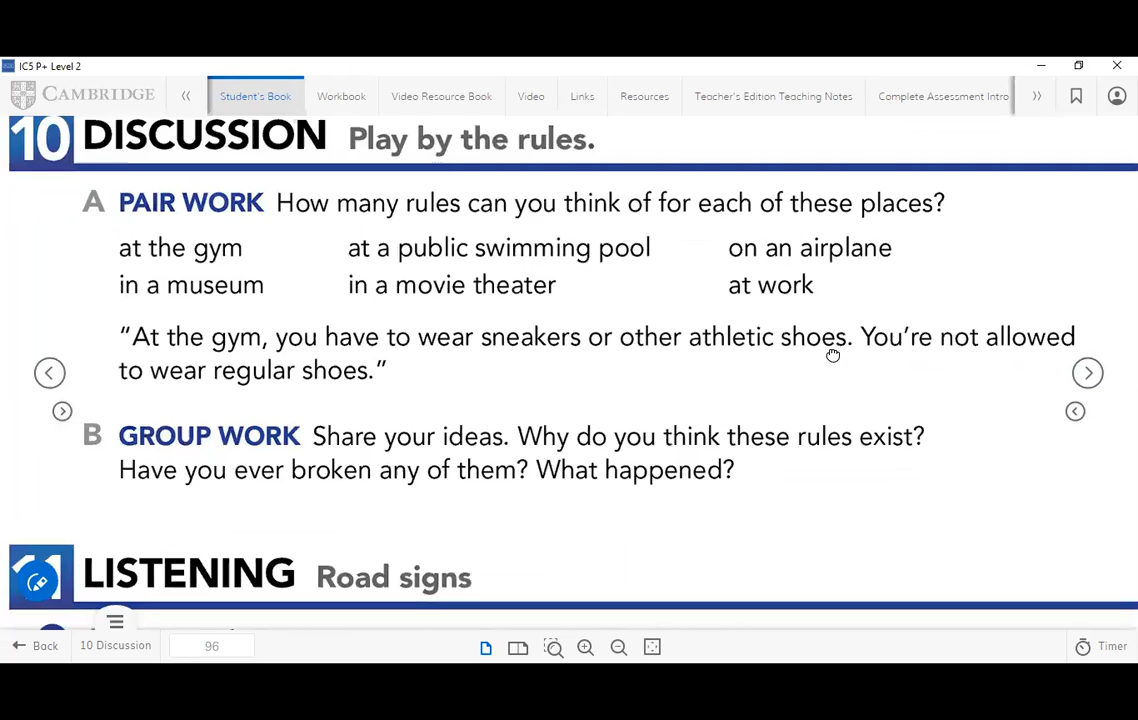 IC5 P+ Level 2
CAMBRIDGE
Student's Book
Workbook
Video Resource Book
Video
Links
Resources
Teacher's Edition Teaching Notes
Complete Assessment Intro
10 DISCUSSION Play by the rules.
A PAIR WORK How many rules can you think of for each of these places?
at the gym at a public swimming pool on an airplane
in a museum in a movie theater at work
“At the gym, you have to wear sneakers or other athletic shoes. You’re not allowed
to wear regular shoes.”
B GROUP WORK Share your ideas. Why do you think these rules exist?
Have you ever broken any of them? What happened?
11 LISTENING Road signs
Back
10 Discussion
96
Timer